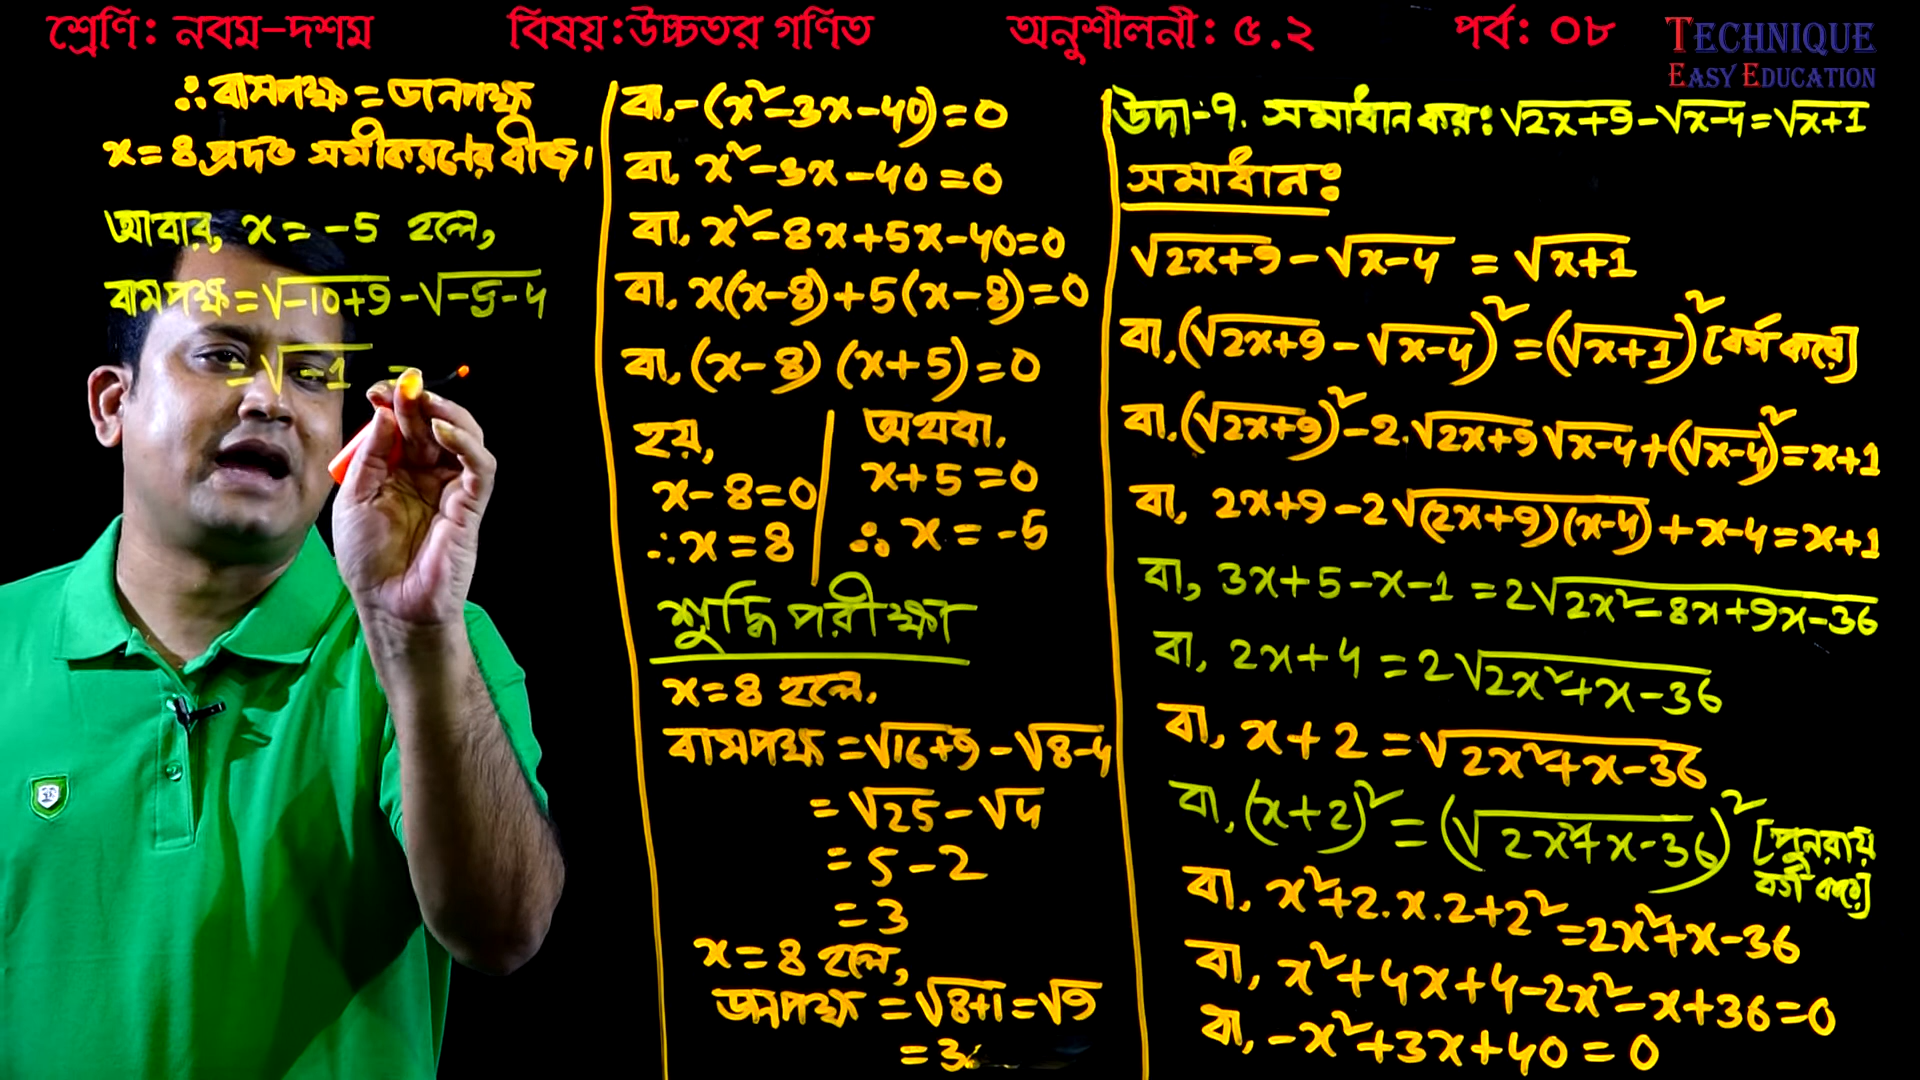 শ্রেণি: নবম-দশম বিষয়:উচ্চতর গণিত অনুশীলনী: ৫.২ পর্ব: ০৮
TECHNIQUE
EASY EDUCATION
∴ বামপক্ষ = ডানপক্ষ
x=8 প্রদত্ত সমীকরণের বীজ।
আবার, x = -5 হলে,
বামপক্ষ = √-10+9 - √-5-4
= √-1 -
বা, -(x²-3x-40)=0
বা, x²-3x-40=0
বা, x²-8x+5x-40=0
বা, x(x-8)+5(x-8)=0
বা, (x-8) (x+5)=0
হয়,
x-8=0
∴x=8
অথবা,
x+5=0
∴ x=-5
শুদ্ধি পরীক্ষা
x=8 হলে,
বামপক্ষ = √16+9 - √8-4
= √25 - √4
= 5-2
= 3
x=8 হলে,
ডানপক্ষ = √8+1 = √9
= 3
উদা-৭. সমাধান কর: √2x+9 - √x-4 = √x+1
সমাধান:
√2x+9 - √x-4 = √x+1
বা, (√2x+9 - √x-4)² = (√x+1)² [বর্গ করে]
বা, (√2x+9)² - 2.√2x+9 √x-4 + (√x-4)² = x+1
বা, 2x+9-2√(2x+9)(x-4) + x-4 = x+1
বা, 3x+5-x-1 = 2√2x²-8x+9x-36
বা, 2x+4 = 2√2x²+x-36
বা, x+2 = √2x²+x-36
বা, (x+2)² = (√2x²+x-36)² [পুনরায় বর্গ করে]
বা, x²+2.x.2+2² = 2x²+x-36
বা, x²+4x+4-2x²-x+36=0
বা, -x²+3x+40=0